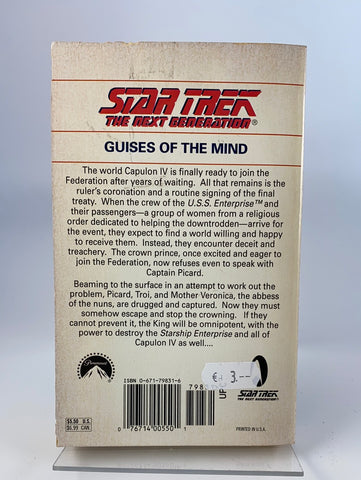 STAR TREK
THE NEXT GENERATION®
GUISES OF THE MIND
The world Capulon IV is finally ready to join the
Federation after years of waiting. All that remains is the
ruler's coronation and a routine signing of the final
treaty. When the crew of the U.S.S. Enterprise™ and
their passengers—a group of women from a religious
order dedicated to helping the downtrodden—arrive for
the event, they expect to find a world willing and happy
to receive them. Instead, they encounter deceit and
treachery. The crown prince, once excited and eager to
join the Federation, now refuses even to speak with
Captain Picard.
Beaming to the surface in an attempt to work out the
problem, Picard, Troi, and Mother Veronica, the abbess
of the nuns, are drugged and captured. Now they must
somehow escape and stop the crowning. If they
cannot prevent it, the King will be omnipotent, with the
power to destroy the Starship Enterprise and all of
Capulon IV as well....
Paramount
ISBN 0-671-79831-6
798
€ 3.--
STAR TREK
THE NEXT GENERATION®
$5.50 U.S.
$6.99 CAN.
0 76714 00550 1
PRINTED IN U.S.A.